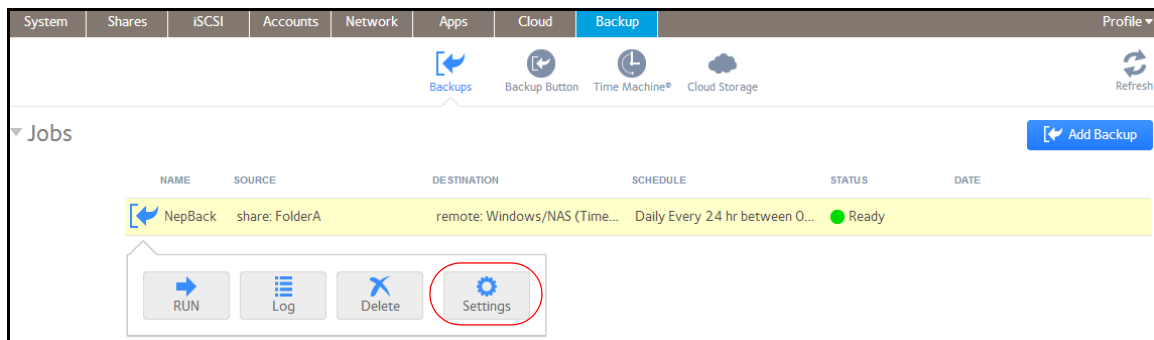 System Shares iSCSI Accounts Network Apps Cloud Backup Profile
Backups Backup Button Time Machine® Cloud Storage Refresh
Jobs Add Backup
NAME SOURCE DESTINATION SCHEDULE STATUS DATE
NepBack share: FolderA remote: Windows/NAS (Time... Daily Every 24 hr between 0... Ready
RUN Log Delete Settings